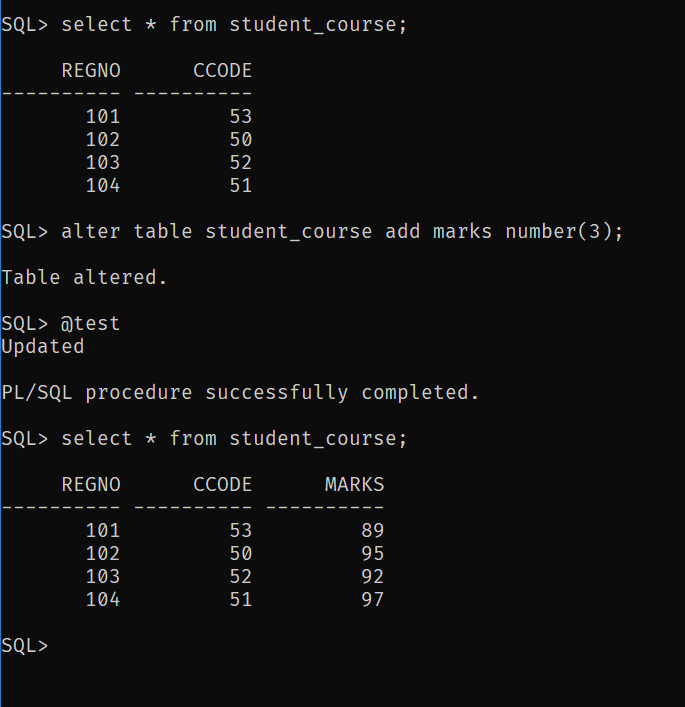 SQL> select * from student_course;
     REGNO      CCODE
---------- ----------
       101         53
       102         50
       103         52
       104         51
SQL> alter table student_course add marks number(3);
Table altered.
SQL> @test
Updated
PL/SQL procedure successfully completed.
SQL> select * from student_course;
     REGNO      CCODE      MARKS
---------- ---------- ----------
       101         53         89
       102         50         95
       103         52         92
       104         51         97
SQL>